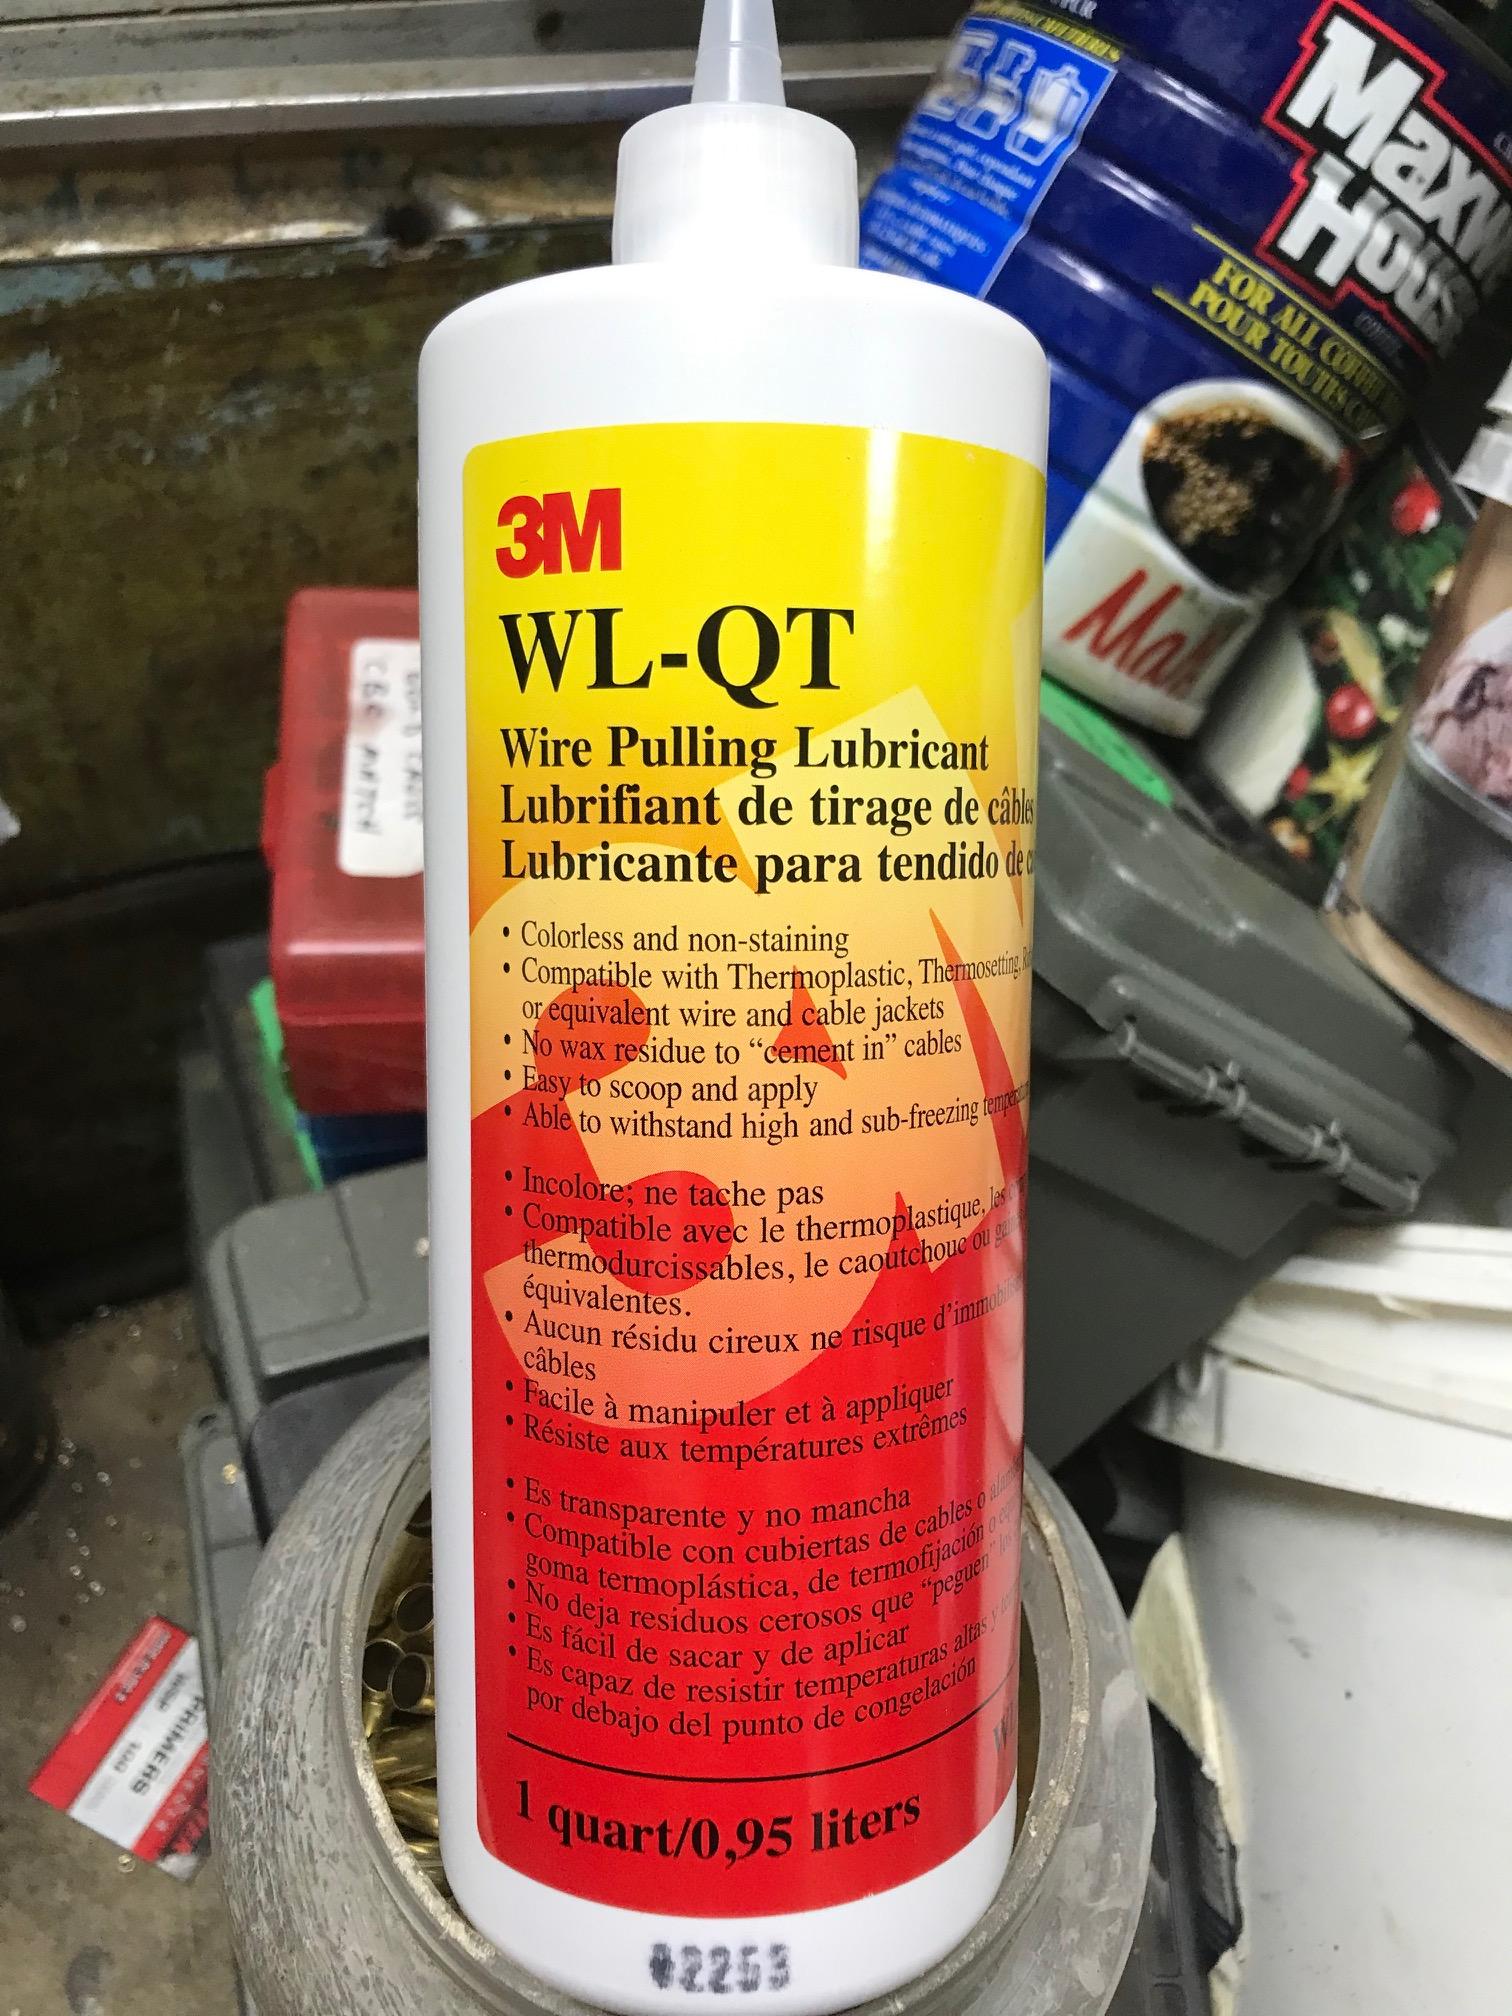 MAXWELL
HOUSE
FOR ALL COFFEE
POUR TOUTES
3M
WL-QT
Wire Pulling Lubricant
Lubrifiant de tirage de câbles
Lubricante para tendido de
• Colorless and non-staining
• Compatible with Thermoplastic, Thermosetting,
or equivalent wire and cable jackets
• No wax residue to “cement in” cables
• Easy to scoop and apply
• Able to withstand high and sub-freezing
• Incolore; ne tache pas
• Compatible avec le thermoplastique, les
thermodurcissables, le caoutchouc ou
équivalentes.
• Aucun résidu cireux ne risque
câbles
• Facile à manipuler et à appliquer
• Résiste aux températures extrêmes
• Es transparente y no mancha
• Compatible con cubiertas de cables o
goma termoplástica, de termofijación o
• No deja residuos cerosos que “peguen”
• Es fácil de sacar y de aplicar
• Es capaz de resistir temperaturas altas y
por debajo del punto de congelación
1 quart/0,95 liters
02253
PRIMERS
100